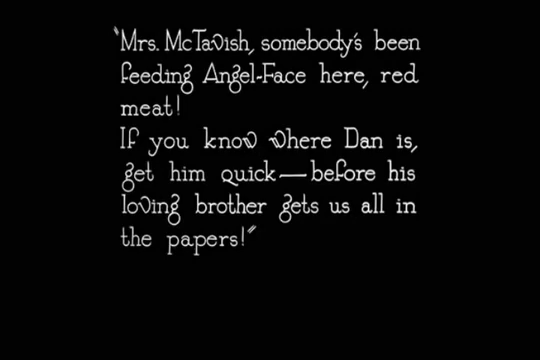 “Mrs. McTavish, somebody's been
feeding Angel-Face here, red
meat!
If you know where Dan is,
get him quick — before his
loving brother gets us all in
the papers!”